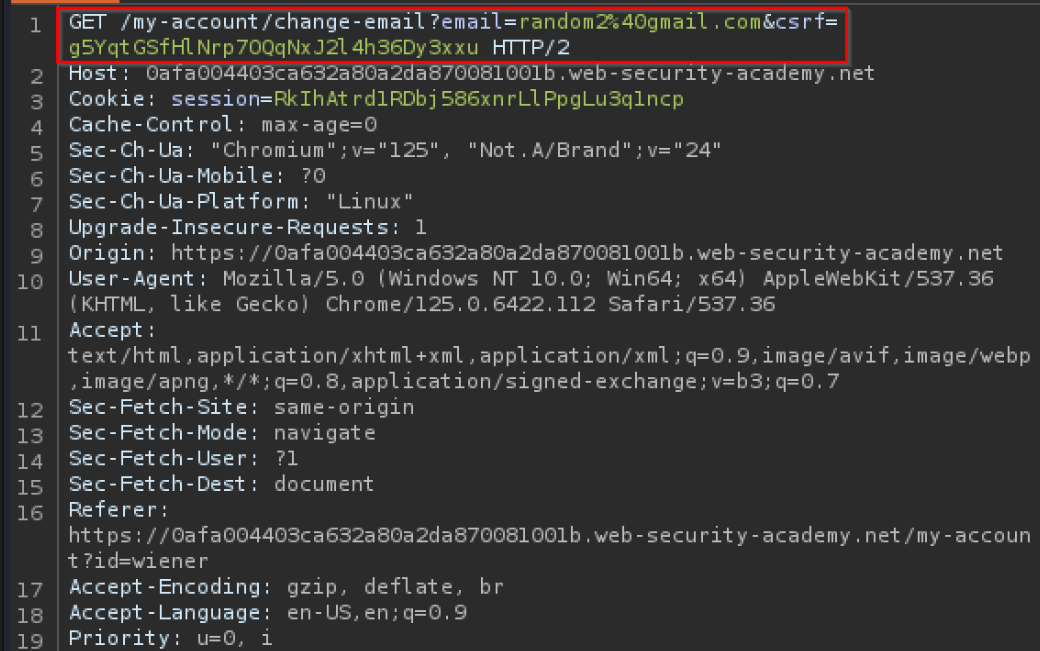 1 GET /my-account/change-email?email=random2%40gmail.com&csrf=
g5YqtGSfHlNrp70QqNxJ2l4h36Dy3xxu HTTP/2
2 Host: 0afa004403ca632a80a2da870081001b.web-security-academy.net
3 Cookie: session=RkIhAtrdlRDbj586xnrLlPpgLu3qlncp
4 Cache-Control: max-age=0
5 Sec-Ch-Ua: "Chromium";v="125", "Not.A/Brand";v="24"
6 Sec-Ch-Ua-Mobile: ?0
7 Sec-Ch-Ua-Platform: "Linux"
8 Upgrade-Insecure-Requests: 1
9 Origin: https://0afa004403ca632a80a2da870081001b.web-security-academy.net
10 User-Agent: Mozilla/5.0 (Windows NT 10.0; Win64; x64) AppleWebKit/537.36
(KHTML, like Gecko) Chrome/125.0.6422.112 Safari/537.36
11 Accept:
text/html,application/xhtml+xml,application/xml;q=0.9,image/avif,image/webp
,image/apng,*/*;q=0.8,application/signed-exchange;v=b3;q=0.7
12 Sec-Fetch-Site: same-origin
13 Sec-Fetch-Mode: navigate
14 Sec-Fetch-User: ?1
15 Sec-Fetch-Dest: document
16 Referer:
https://0afa004403ca632a80a2da870081001b.web-security-academy.net/my-accoun
t?id=wiener
17 Accept-Encoding: gzip, deflate, br
18 Accept-Language: en-US,en;q=0.9
19 Priority: u=0, i